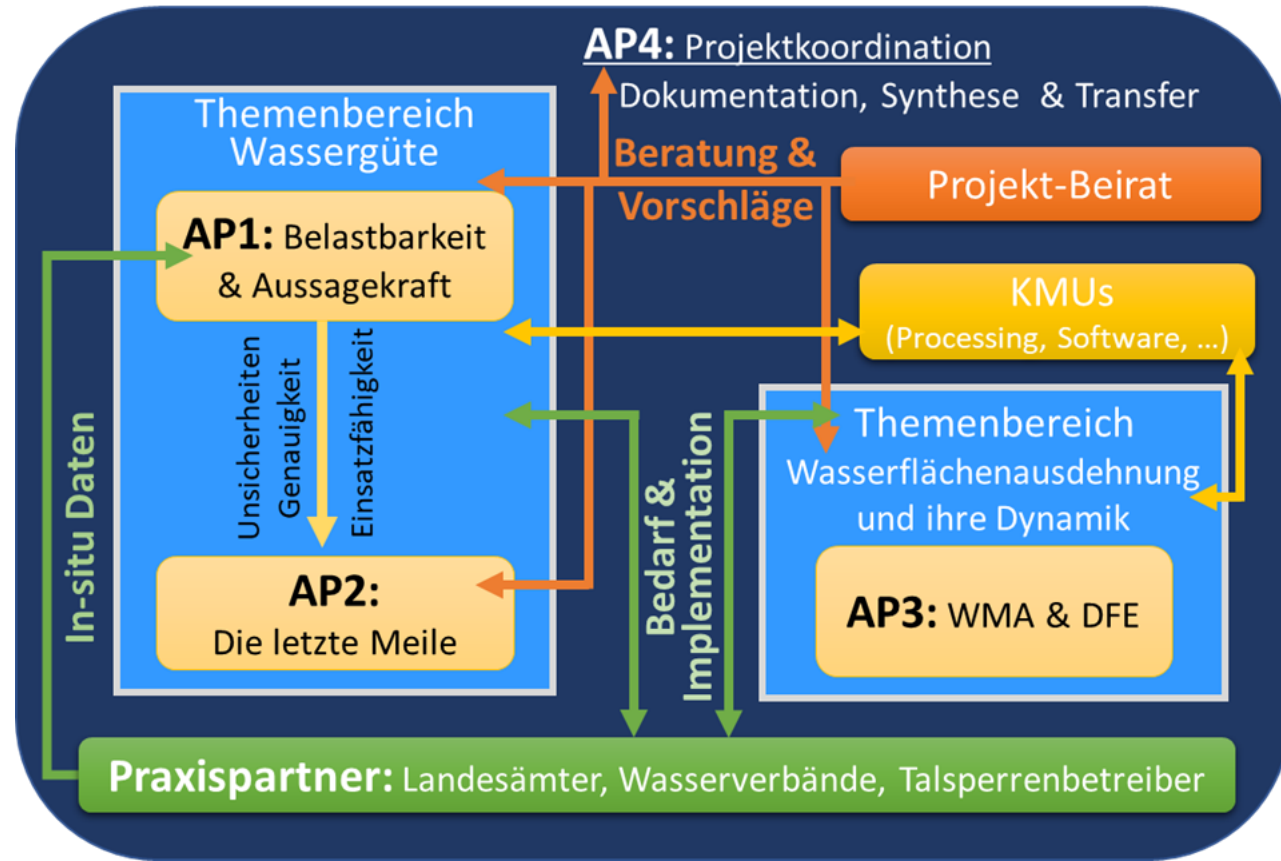 AP4: Projektkoordination
Dokumentation, Synthese & Transfer
Themenbereich
Wassergüte
AP1: Belastbarkeit
& Aussagekraft
Unsicherheiten
Genauigkeit
Einsatzfähigkeit
AP2:
Die letzte Meile
In-situ Daten
Beratung &
Vorschläge
Projekt-Beirat
KMUs
(Processing, Software, ...)
Bedarf &
Implementation
Themenbereich
Wasserflächenausdehnung
und ihre Dynamik
AP3: WMA & DFE
Praxispartner: Landesämter, Wasserverbände, Talsperrenbetreiber